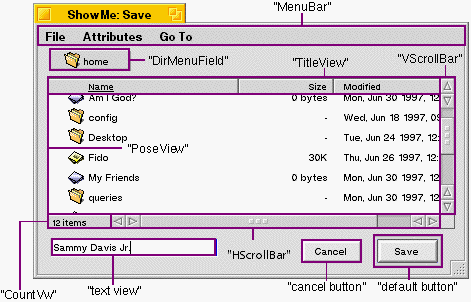 ShowMe: Save
"MenuBar"
File Attributes Go To
home
"DirMenuField"
"TitleView"
"VScrollBar"
Name Size Modified
Am I God? 0 bytes Mon, Jun 30 1997, 12
config - Wed, Jun 18 1997, 09
Desktop - Tue, Jun 24 1997, 12:
"PoseView"
Fido 30K Thu, Jun 26 1997, 12:
My Friends 0 bytes Mon, Jun 30 1997, 12
queries - Mon, Jun 30 1997, 12
12 items
Sammy Davis Jr.
"HScrollBar"
Cancel
Save
"CountVw"
"text view"
"cancel button"
"default button"